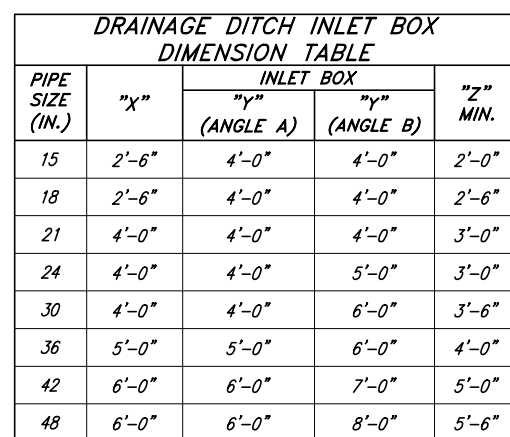 DRAINAGE DITCH INLET BOX
DIMENSION TABLE
PIPE SIZE (IN.) "X" INLET BOX "Z" MIN.
"Y" (ANGLE A) "Y" (ANGLE B)
15 2'-6" 4'-0" 4'-0" 2'-0"
18 2'-6" 4'-0" 4'-0" 2'-6"
21 4'-0" 4'-0" 4'-0" 3'-0"
24 4'-0" 4'-0" 5'-0" 3'-0"
30 4'-0" 4'-0" 6'-0" 3'-6"
36 5'-0" 5'-0" 6'-0" 4'-0"
42 6'-0" 6'-0" 7'-0" 5'-0"
48 6'-0" 6'-0" 8'-0" 5'-6"